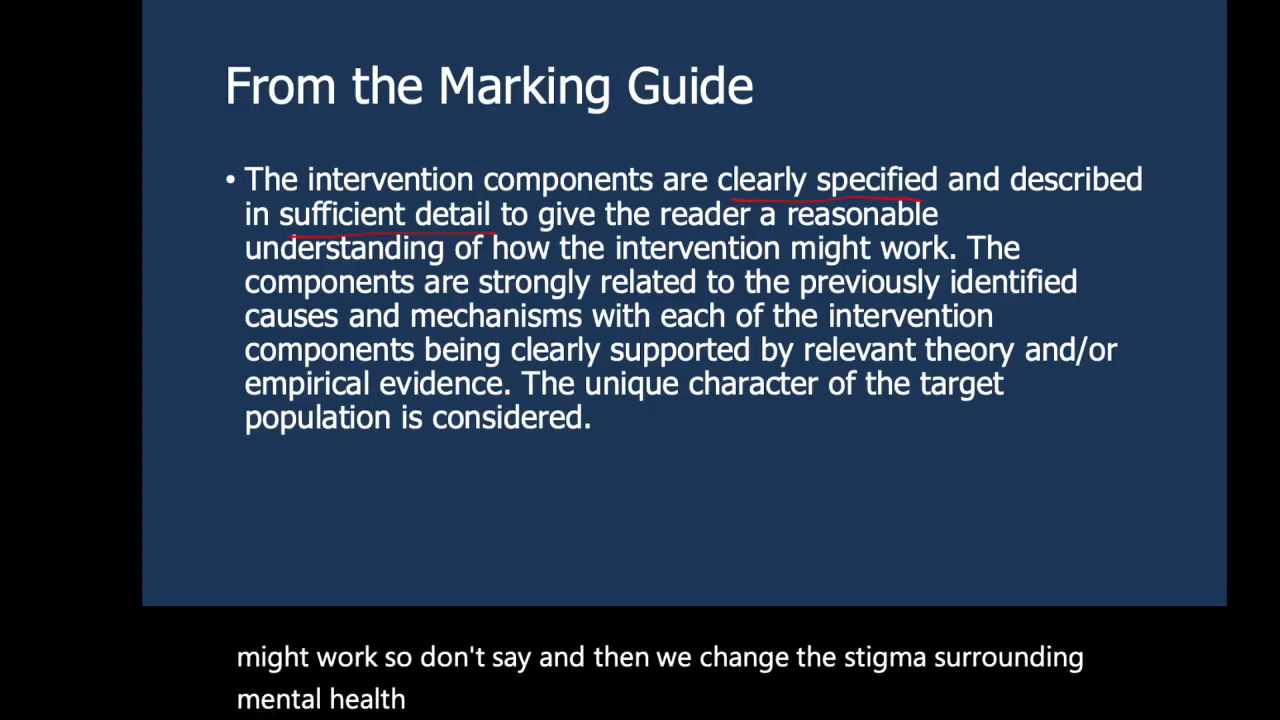 From the Marking Guide
• The intervention components are clearly specified and described
in sufficient detail to give the reader a reasonable
understanding of how the intervention might work. The
components are strongly related to the previously identified
causes and mechanisms with each of the intervention
components being clearly supported by relevant theory and/or
empirical evidence. The unique character of the target
population is considered.
might work so don't say and then we change the stigma surrounding
mental health